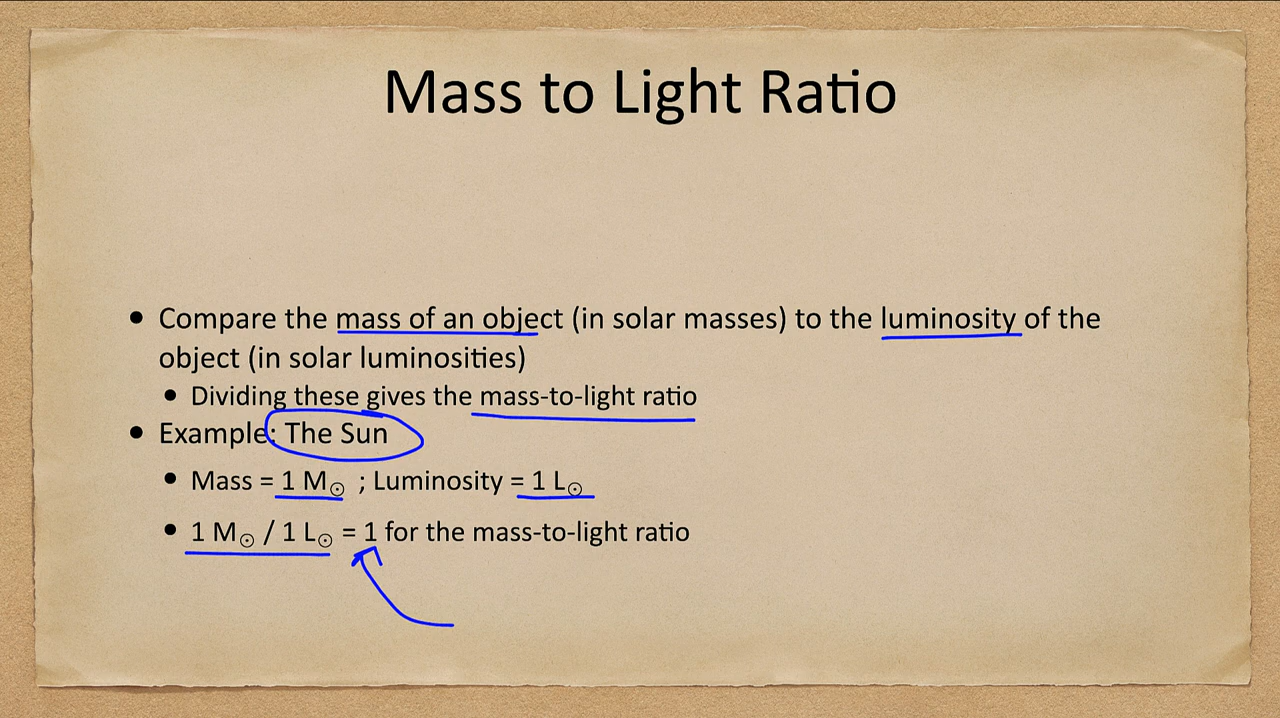 Mass to Light Ratio
• Compare the mass of an object (in solar masses) to the luminosity of the
object (in solar luminosities)
• Dividing these gives the mass-to-light ratio
• Example: The Sun
• Mass = 1 M☉ ; Luminosity = 1 L☉
• 1 M☉ / 1 L☉ = 1 for the mass-to-light ratio